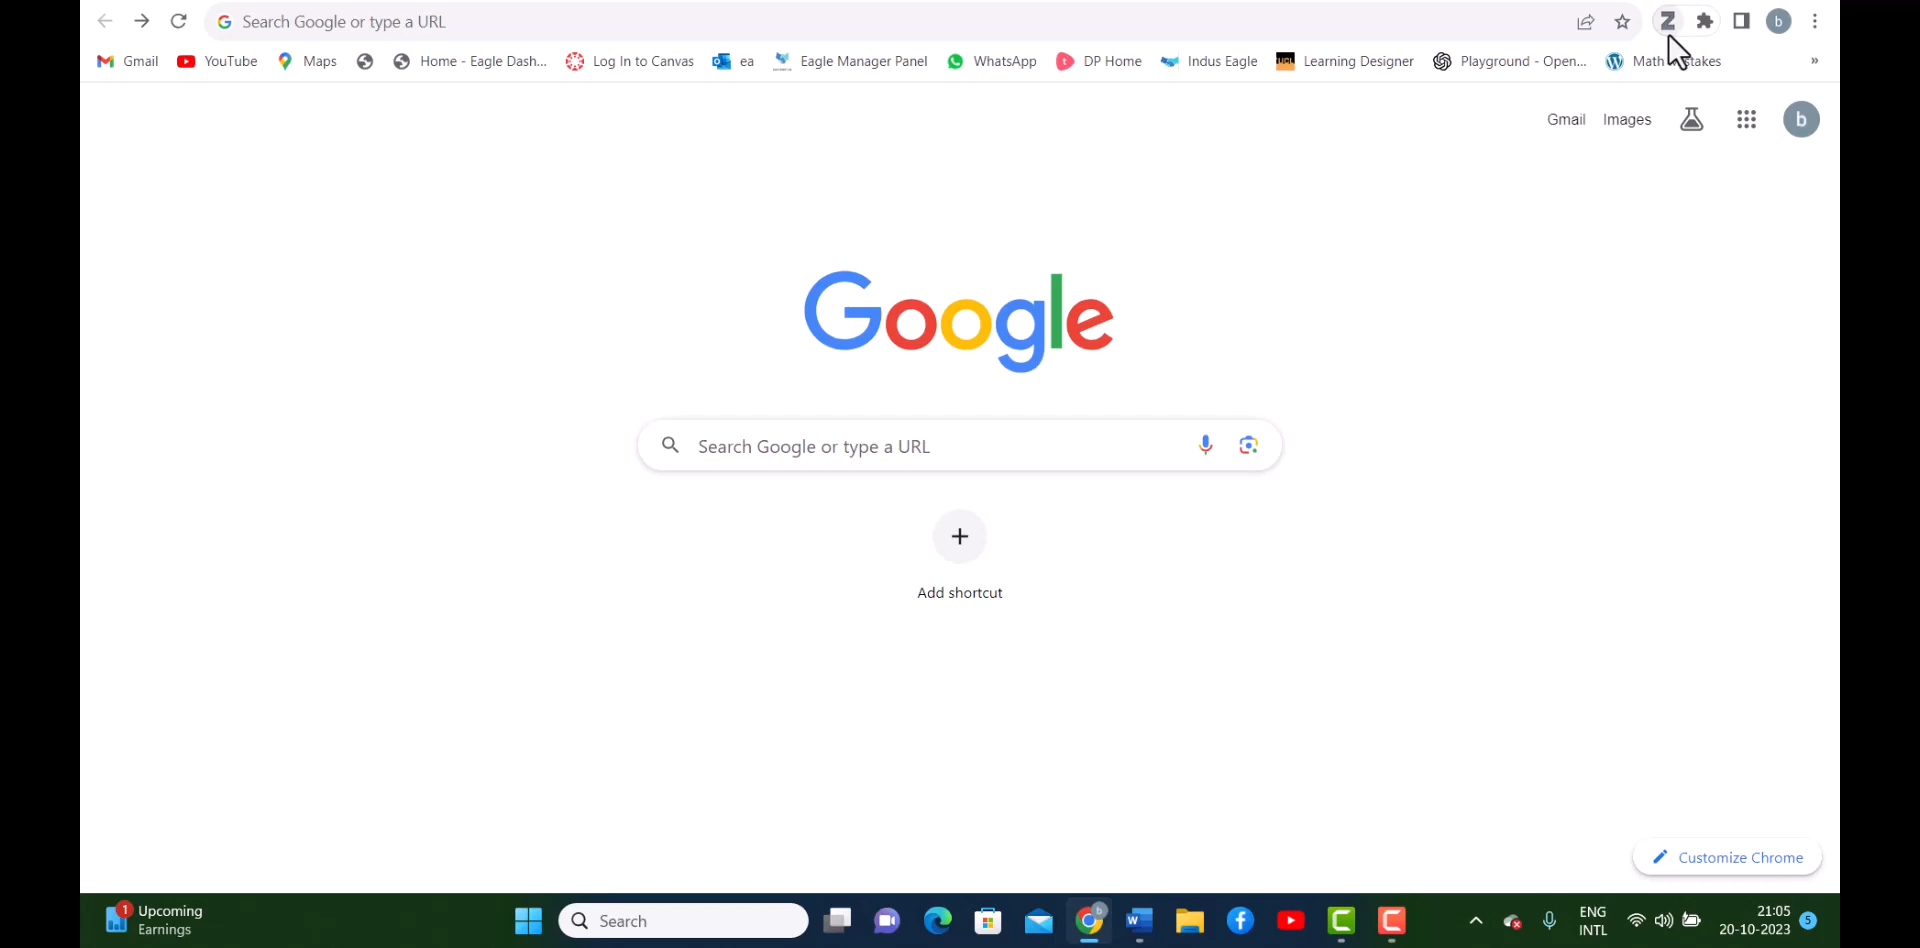 Search Google or type a URL
Z
b
Gmail YouTube Maps Home - Eagle Dash... Log In to Canvas ea Eagle Manager Panel WhatsApp DP Home Indus Eagle Learning Designer Playground - Open... Math takes »
Gmail Images b
Google
Search Google or type a URL
Add shortcut
Customize Chrome
1 Upcoming
Earnings
Search
b
ENG
INTL
21:05
20-10-2023
5